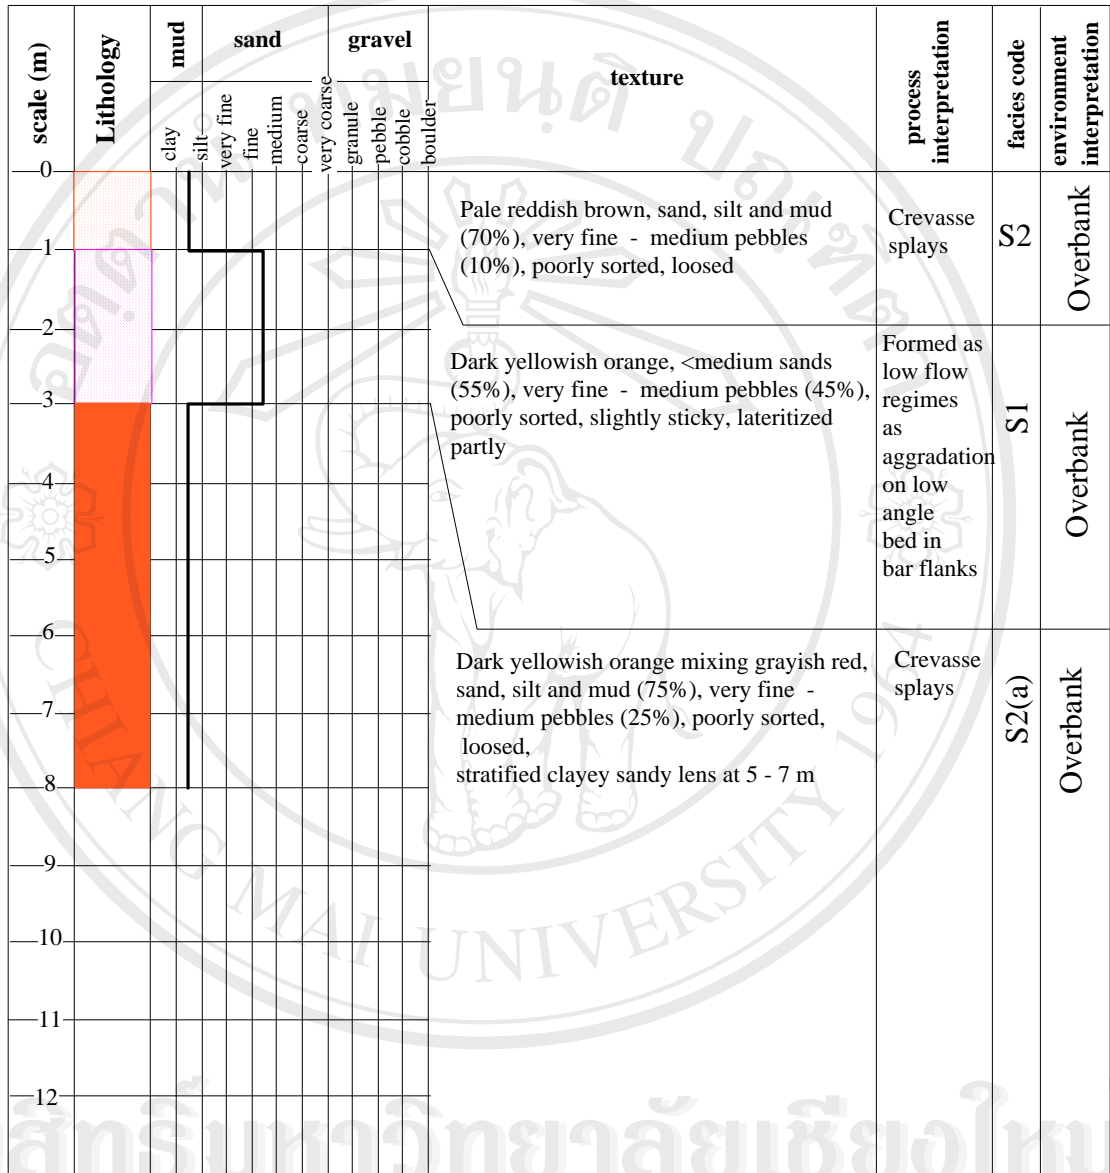 scale (m)
Lithology
mud
sand
gravel
clay
silt
very fine
fine
medium
coarse
very coarse
granule
pebble
cobble
boulder
texture
process
interpretation
facies code
environment
interpretation
0
1
2
3
4
5
6
7
8
9
10
11
12
Pale reddish brown, sand, silt and mud
(70%), very fine - medium pebbles
(10%), poorly sorted, loosed
Crevasse
splays
S2
Overbank
Dark yellowish orange, <medium sands
(55%), very fine - medium pebbles (45%),
poorly sorted, slightly sticky, lateritized
partly
Formed as
low flow
regimes
as
aggradation
on low
angle
bed in
bar flanks
S1
Overbank
Dark yellowish orange mixing grayish red,
sand, silt and mud (75%), very fine -
medium pebbles (25%), poorly sorted,
loosed,
stratified clayey sandy lens at 5 - 7 m
Crevasse
splays
S2(a)
Overbank
CHIANG MAI UNIVERSITY 1964